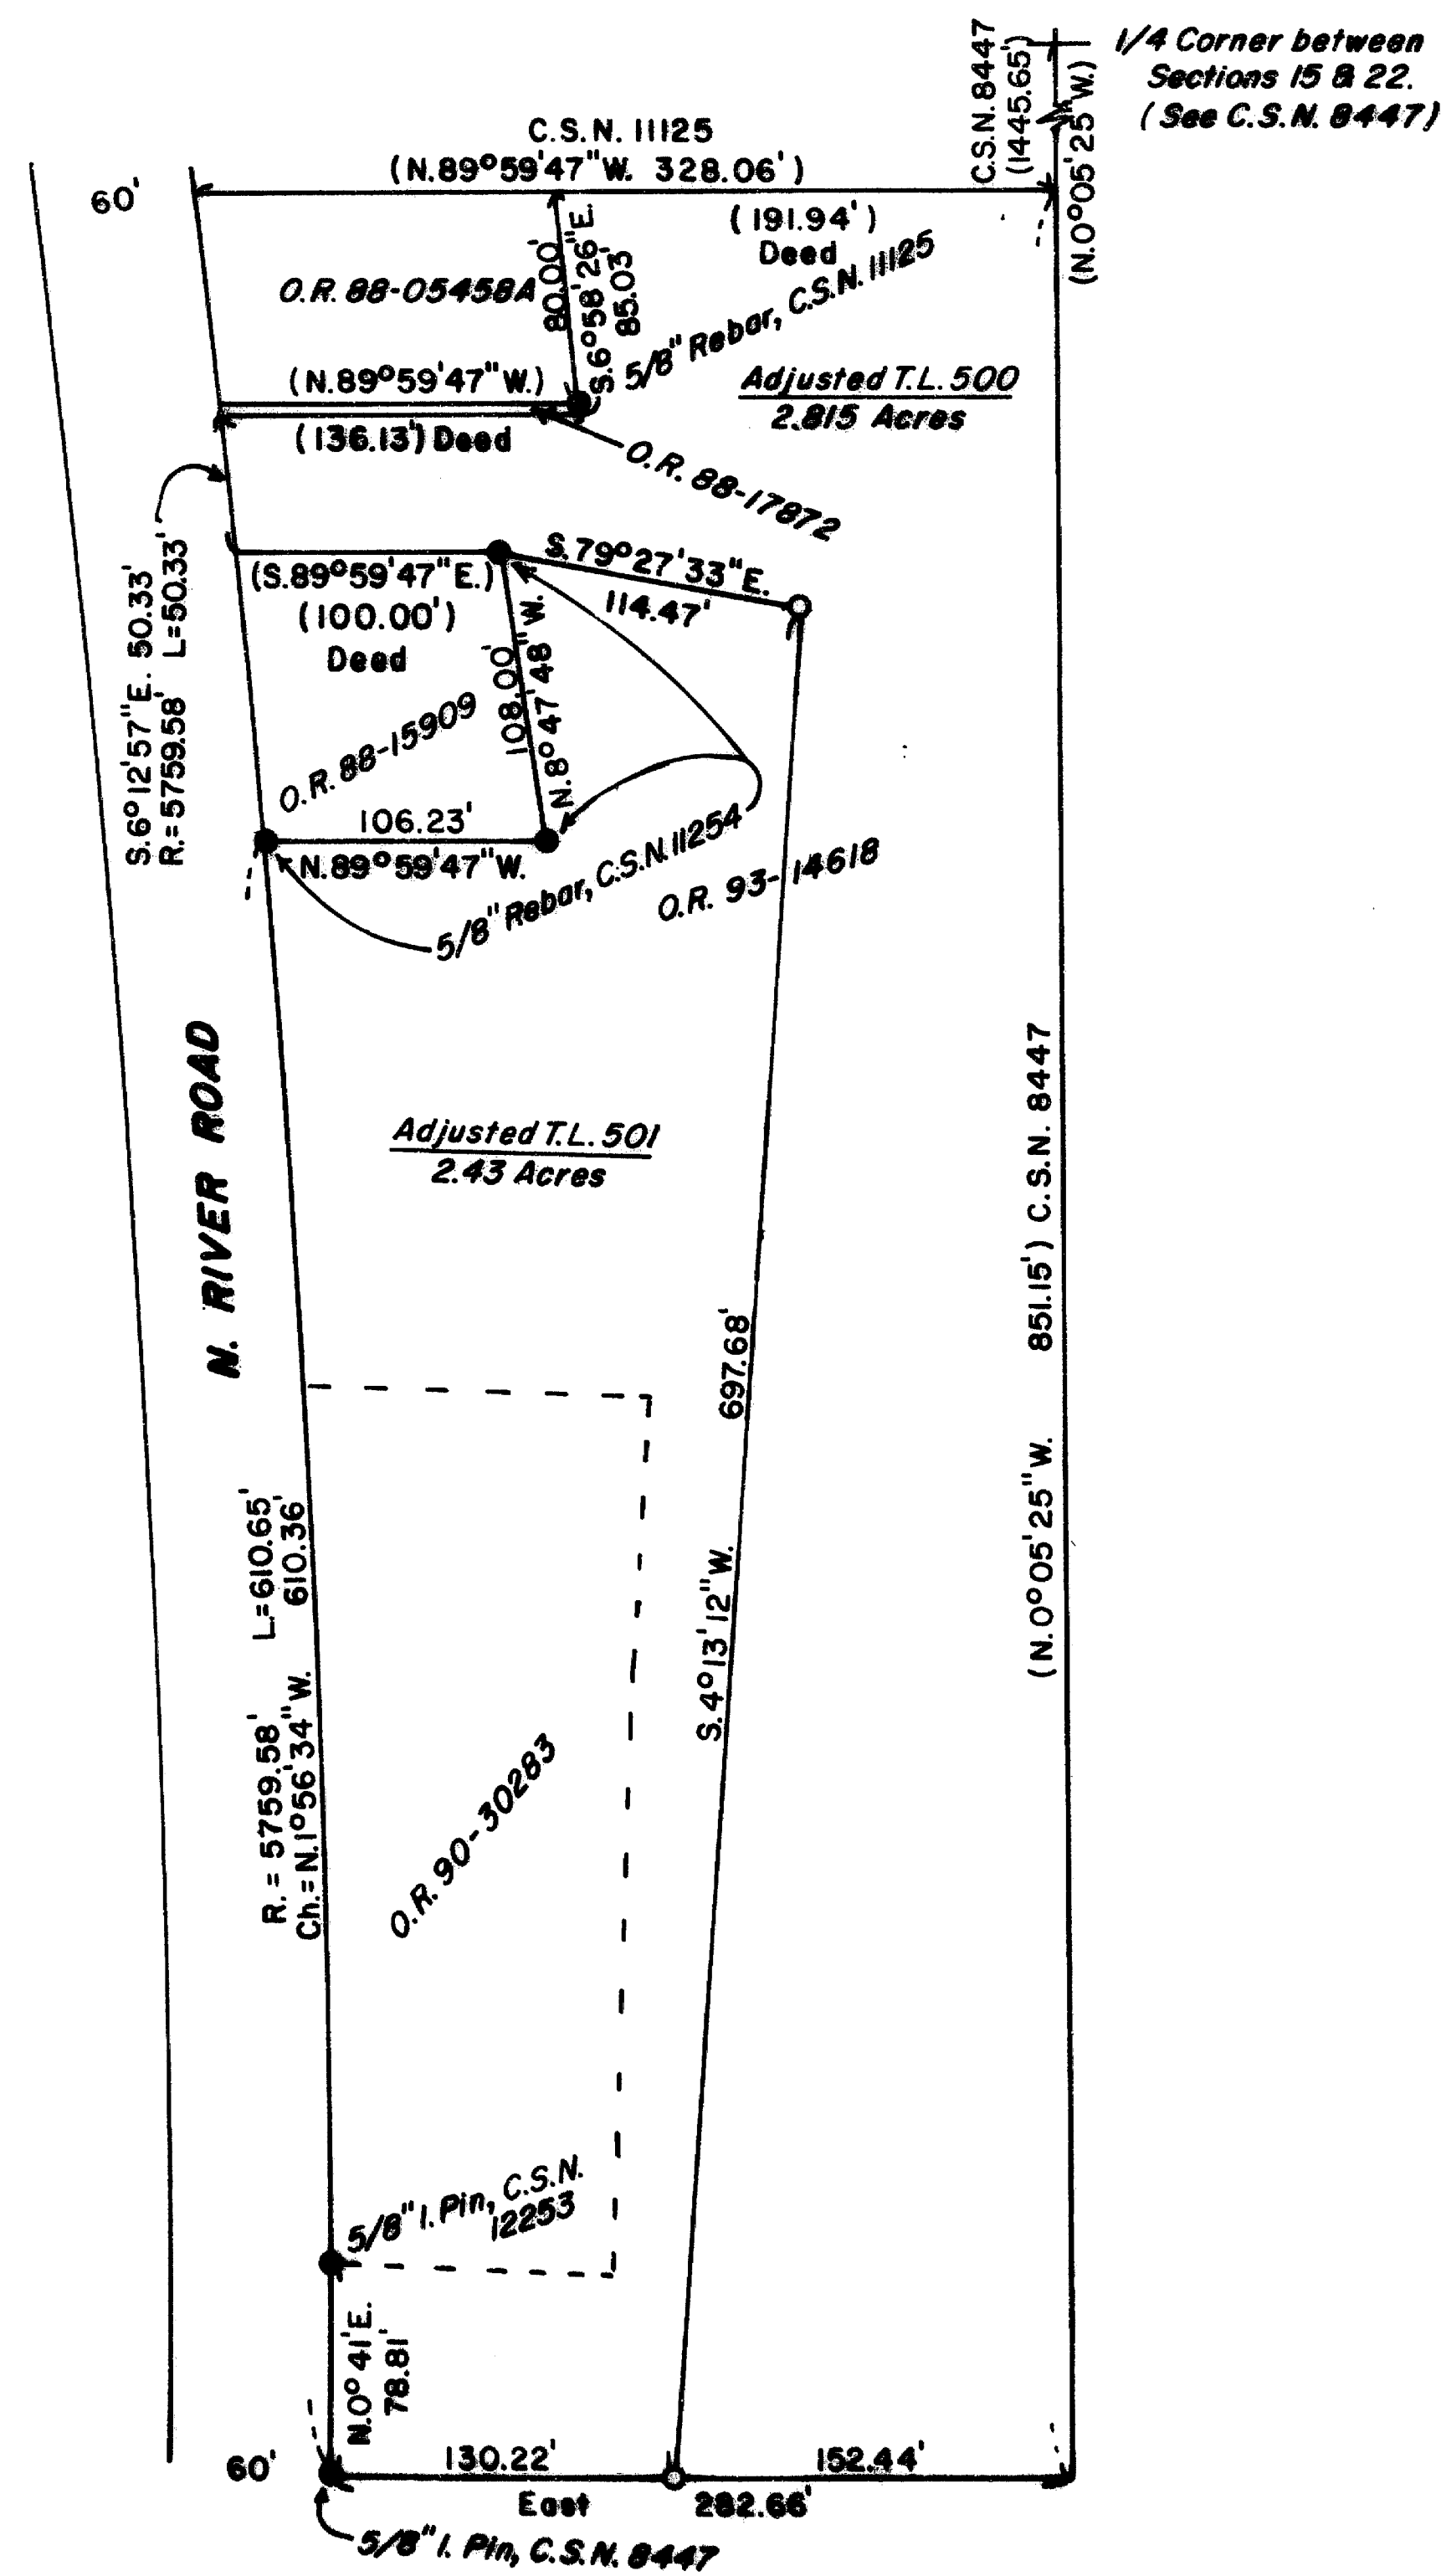 C.S.N. 8447
(1445.65')
(N.0°05'25"W.)
1/4 Corner between
Sections 15 & 22.
(See C.S.N. 8447)
C.S.N. 11125
(N.89°59'47"W. 328.06')
60'
(191.94')
Deed
O.R. 88-05458A
80.00'
S.6°58'26"E.
85.03'
5/8" Rebar, C.S.N. 11125
(N.89°59'47"W.)
(136.13') Deed
Adjusted T.L. 500
2.815 Acres
O.R. 88-17872
S.6°12'57"E. 50.33'
R.=5759.58' L=50.33'
(S.89°59'47"E.)
(100.00')
Deed
S.79°27'33"E.
114.47'
108.00'
N.8°47'48"W.
O.R. 88-15909
106.23'
N.89°59'47"W.
5/8" Rebar, C.S.N. 11254
O.R. 93-14618
N. RIVER ROAD
Adjusted T.L. 501
2.43 Acres
(N.0°05'25"W. 851.15') C.S.N. 8447
S.4°13'12"W. 697.68'
R.=5759.58' L=610.65'
Ch.=N.1°56'34"W. 610.36'
O.R. 90-30283
5/8" I. Pin, C.S.N.
12253
N.0°41'E.
78.81'
60'
130.22'
152.44'
East 282.66'
5/8" I. Pin, C.S.N. 8447